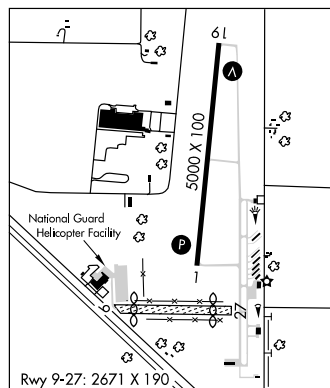 19
V
5000 X 100
National Guard
Helicopter Facility
P
1
27
Rwy 9-27: 2671 X 190